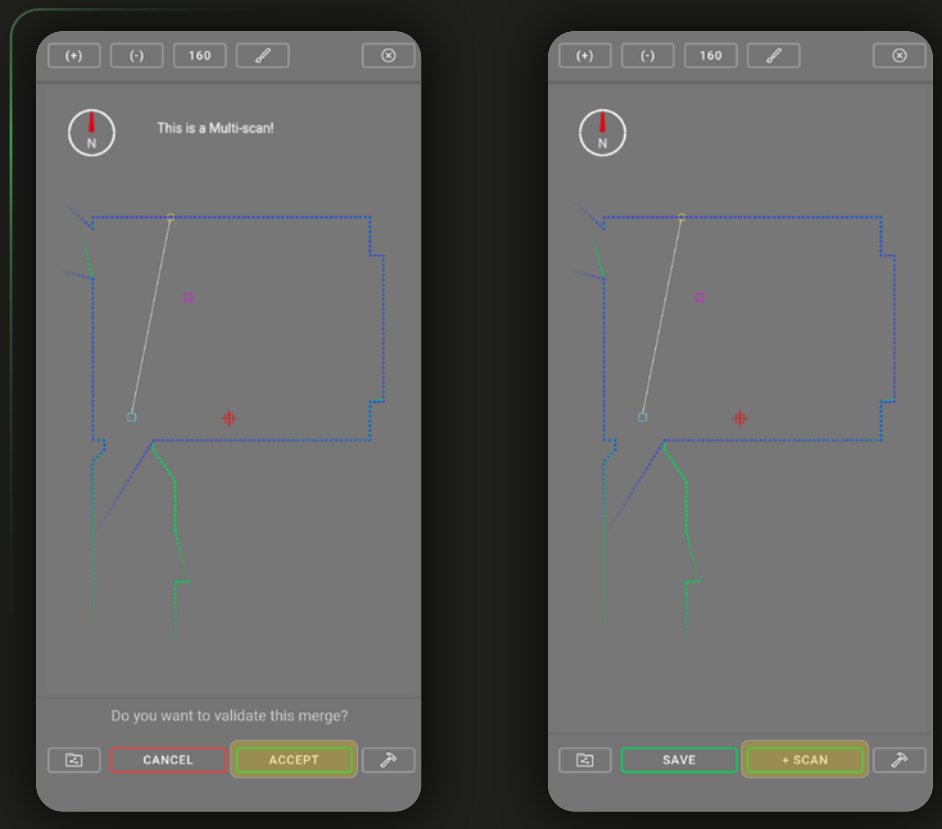 (+) (-) 160
N This is a Multi-scan!
Do you want to validate this merge?
CANCEL ACCEPT
(+) (-) 160
N
SAVE + SCAN